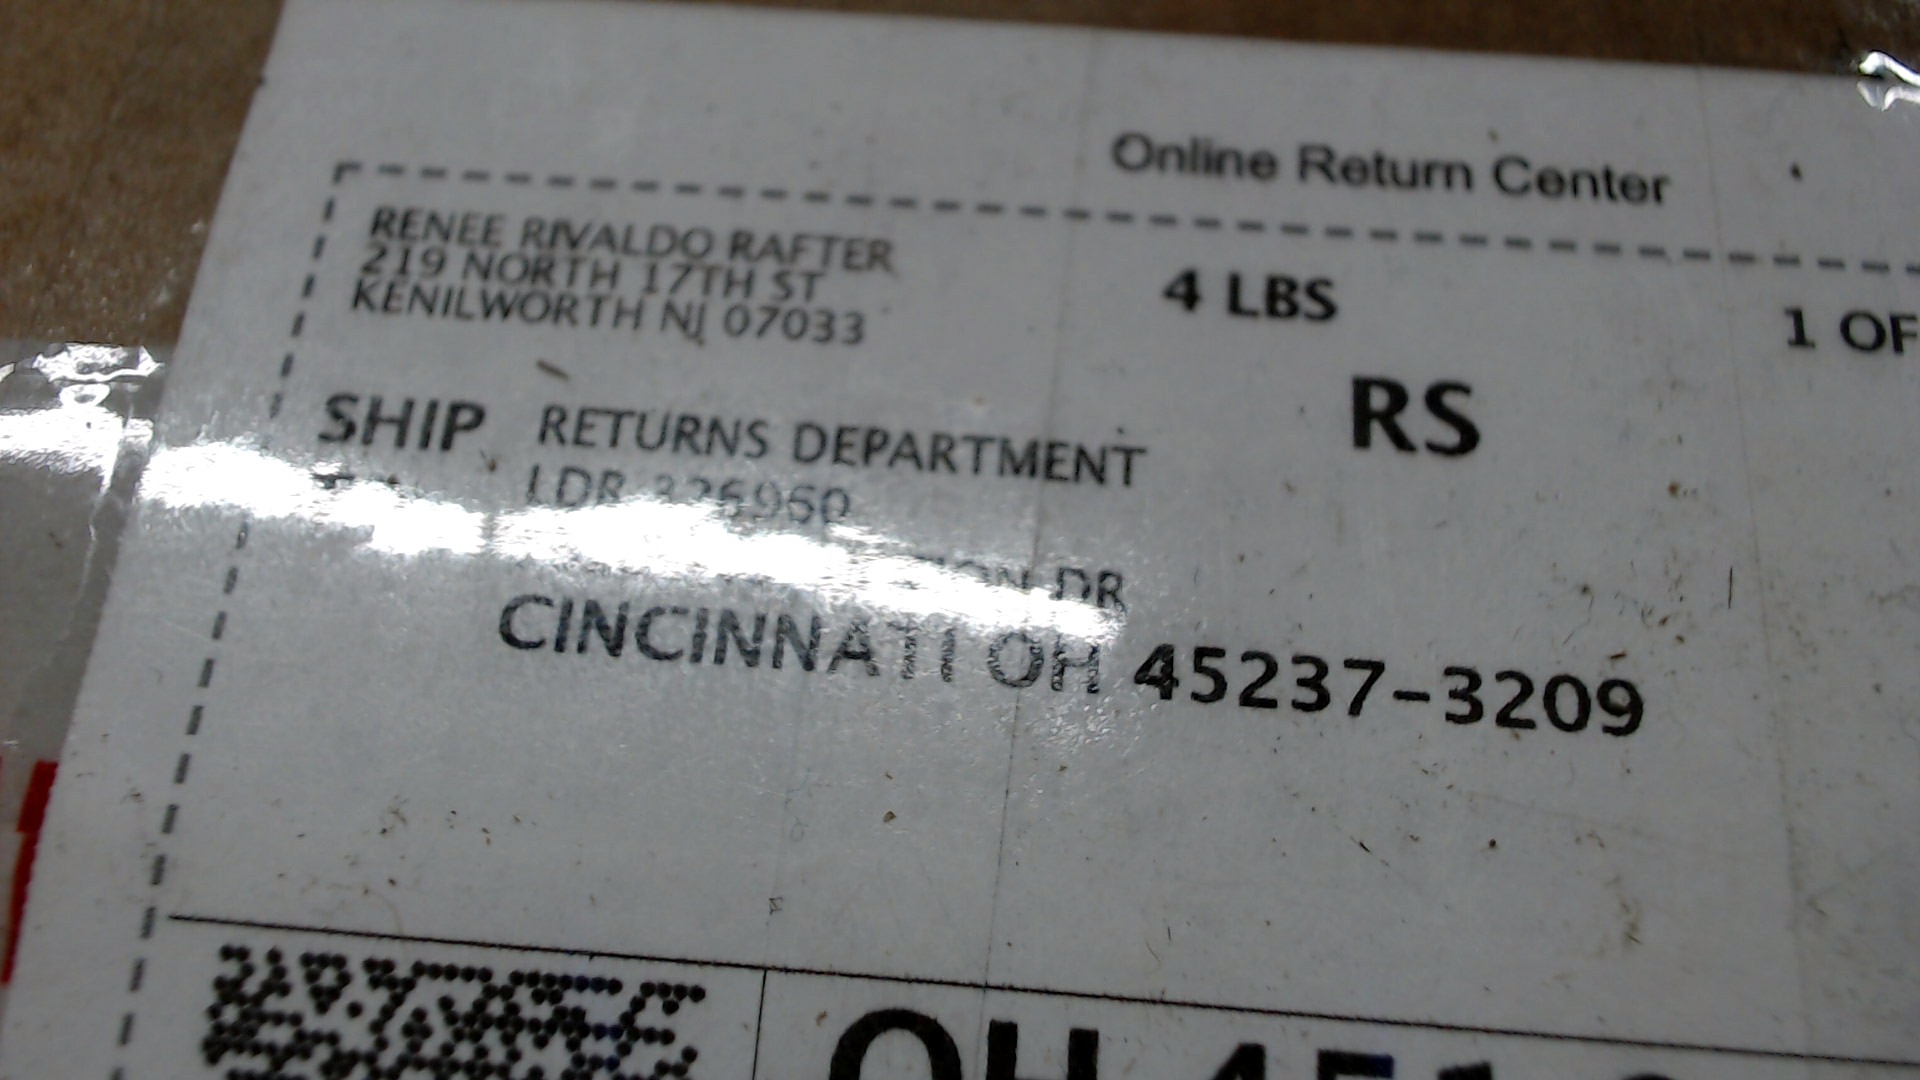 Online Return Center
RENEE RIVALDO RAFTER
219 NORTH 17TH ST
KENILWORTH NJ 07033
4 LBS
1 OF
RS
SHIP
RETURNS DEPARTMENT
LDR 326960
DR
CINCINNATI OH 45237-3209
OH